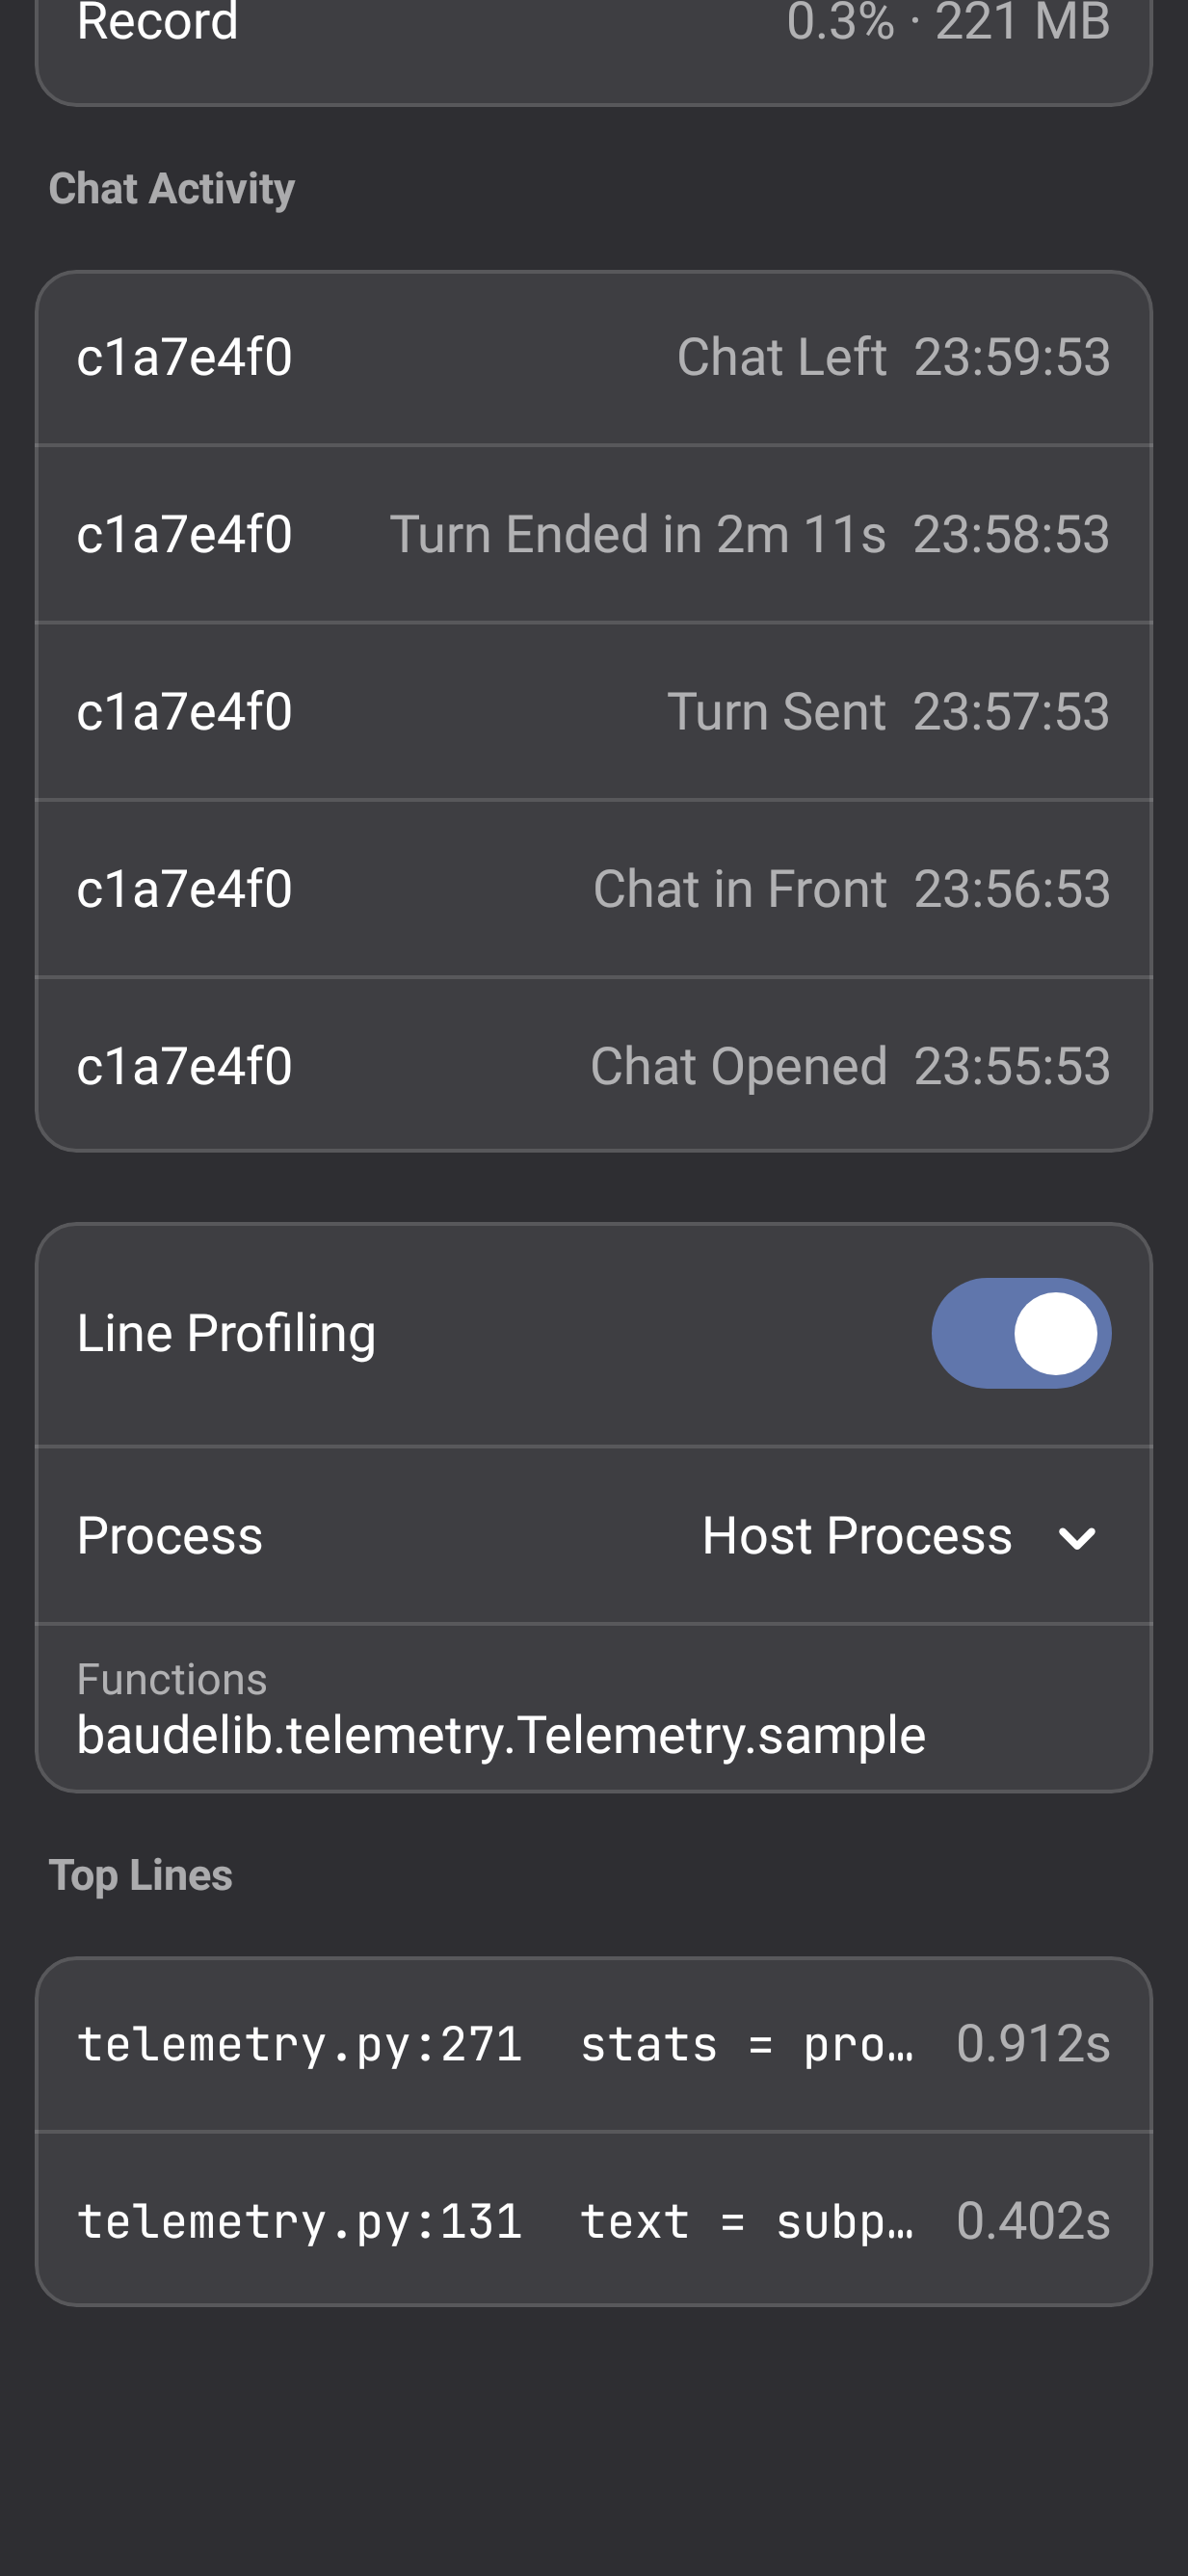 Record 0.3% · 221 MB
Chat Activity
c1a7e4f0 Chat Left 23:59:53
c1a7e4f0 Turn Ended in 2m 11s 23:58:53
c1a7e4f0 Turn Sent 23:57:53
c1a7e4f0 Chat in Front 23:56:53
c1a7e4f0 Chat Opened 23:55:53
Line Profiling
Process Host Process
Functions
baudelib.telemetry.Telemetry.sample
Top Lines
telemetry.py:271 stats = pro… 0.912s
telemetry.py:131 text = subp… 0.402s